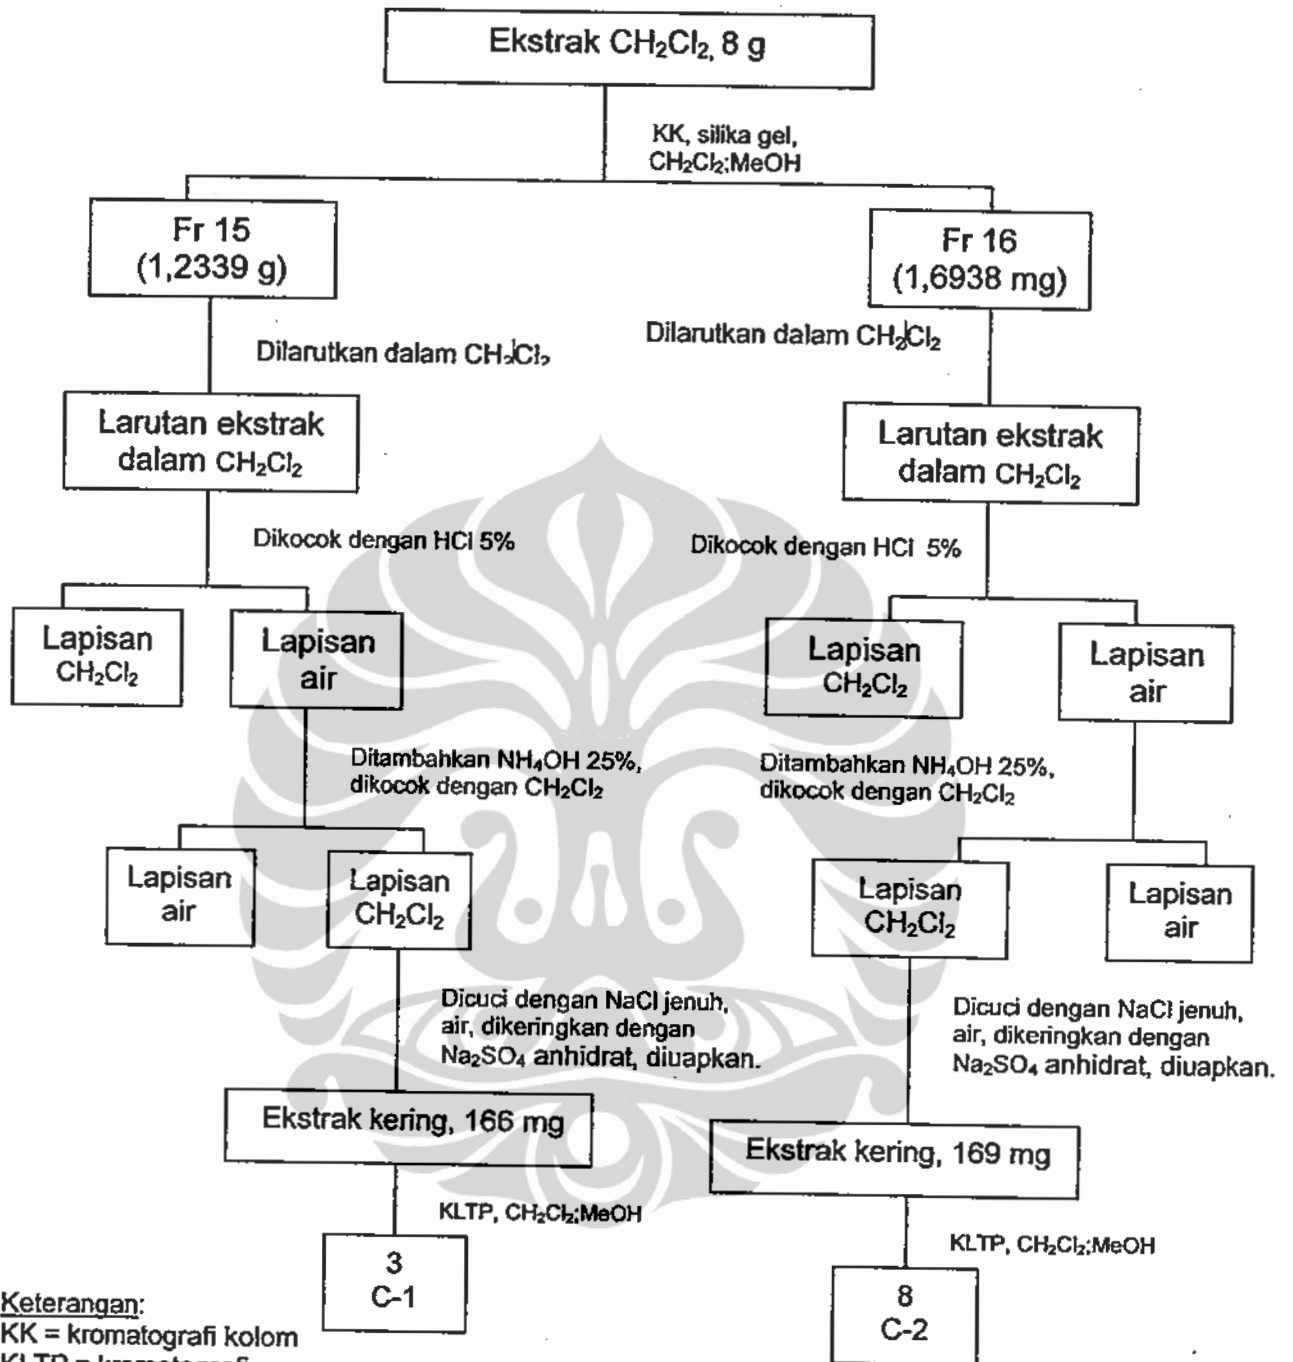 Ekstrak CH₂Cl₂, 8 g
KK, silika gel,
CH₂Cl₂;MeOH
Fr 15
(1,2339 g)
Fr 16
(1,6938 mg)
Dilarutkan dalam CH₂Cl₂
Dilarutkan dalam CH₂Cl₂
Larutan ekstrak
dalam CH₂Cl₂
Larutan ekstrak
dalam CH₂Cl₂
Dikocok dengan HCl 5%
Dikocok dengan HCl 5%
Lapisan
CH₂Cl₂
Lapisan
air
Lapisan
CH₂Cl₂
Lapisan
air
Ditambahkan NH₄OH 25%,
dikocok dengan CH₂Cl₂
Ditambahkan NH₄OH 25%,
dikocok dengan CH₂Cl₂
Lapisan
air
Lapisan
CH₂Cl₂
Lapisan
CH₂Cl₂
Lapisan
air
Dicuci dengan NaCl jenuh,
air, dikeringkan dengan
Na₂SO₄ anhidrat, diuapkan.
Dicuci dengan NaCl jenuh,
air, dikeringkan dengan
Na₂SO₄ anhidrat, diuapkan.
Ekstrak kering, 166 mg
Ekstrak kering, 169 mg
KLTP, CH₂Cl₂;MeOH
KLTP, CH₂Cl₂;MeOH
3
C-1
8
C-2
Keterangan:
KK = kromatografi kolom
KLTP = kromatografi